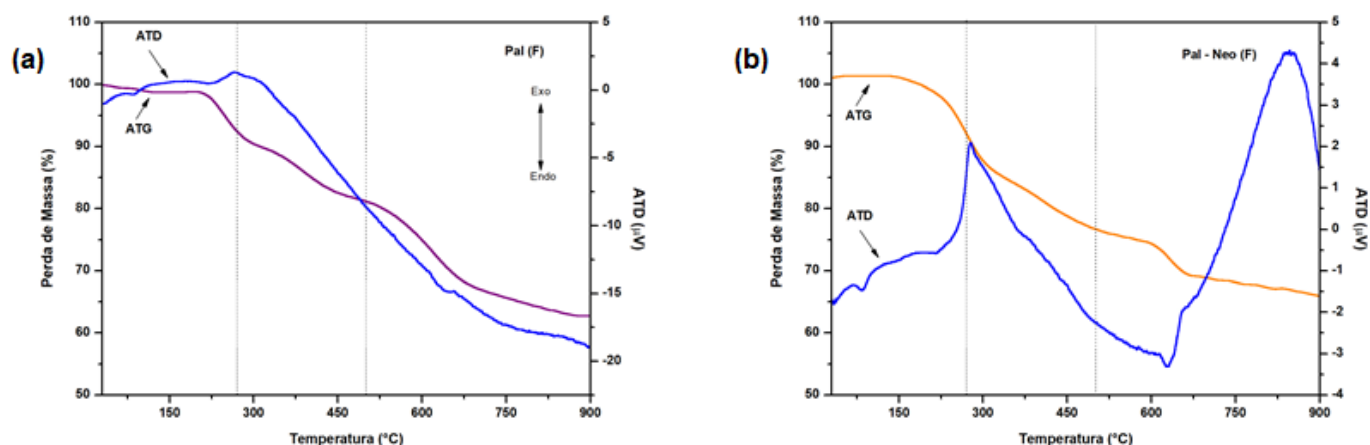 (a)
110
100
90
80
70
60
50
Perda de Massa (%)
ATD
ATG
Pal (F)
Exo
Endo
5
0
-5
-10
-15
-20
ATD (µV)
150
300
450
600
750
900
Temperatura (°C)
(b)
110
100
90
80
70
60
50
Perda de Massa (%)
ATG
ATD
Pal - Neo (F)
5
4
3
2
1
0
-1
-2
-3
-4
ATD (µV)
150
300
450
600
750
900
Temperatura (°C)